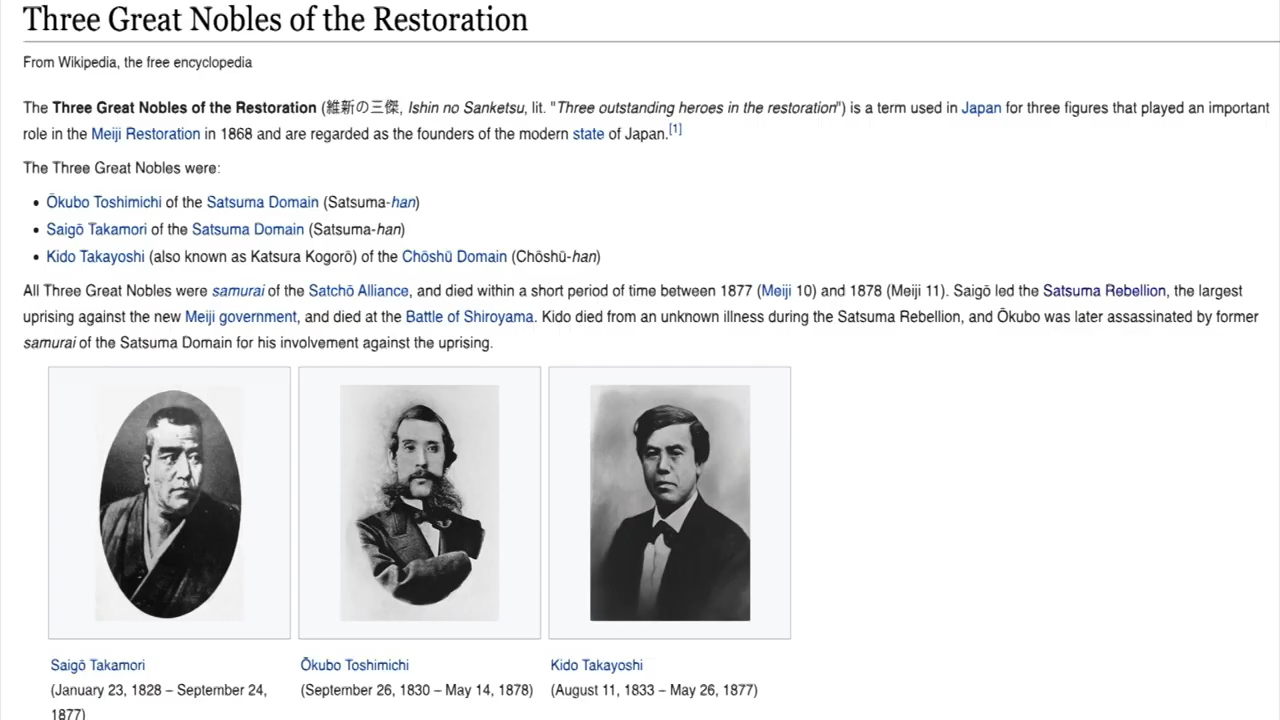 Three Great Nobles of the Restoration
From Wikipedia, the free encyclopedia
The Three Great Nobles of the Restoration (維新の三傑, Ishin no Sanketsu, lit. "Three outstanding heroes in the restoration") is a term used in Japan for three figures that played an important
role in the Meiji Restoration in 1868 and are regarded as the founders of the modern state of Japan.[1]
The Three Great Nobles were:
• Ōkubo Toshimichi of the Satsuma Domain (Satsuma-han)
• Saigō Takamori of the Satsuma Domain (Satsuma-han)
• Kido Takayoshi (also known as Katsura Kogorō) of the Chōshū Domain (Chōshū-han)
All Three Great Nobles were samurai of the Satchō Alliance, and died within a short period of time between 1877 (Meiji 10) and 1878 (Meiji 11). Saigō led the Satsuma Rebellion, the largest
uprising against the new Meiji government, and died at the Battle of Shiroyama. Kido died from an unknown illness during the Satsuma Rebellion, and Ōkubo was later assassinated by former
samurai of the Satsuma Domain for his involvement against the uprising.
Saigō Takamori
(January 23, 1828 – September 24,
1877)
Ōkubo Toshimichi
(September 26, 1830 – May 14, 1878)
Kido Takayoshi
(August 11, 1833 – May 26, 1877)